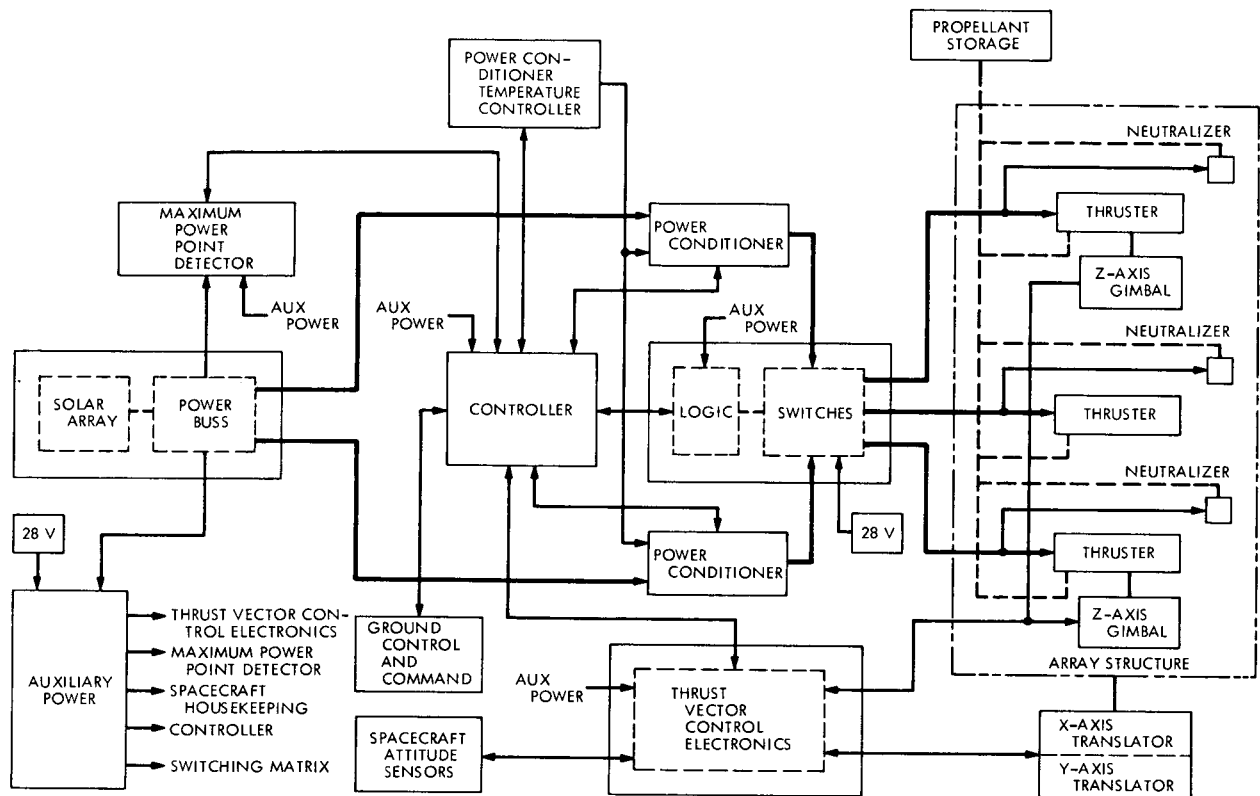 PROPELLANT
STORAGE
POWER CON-
DITIONER
TEMPERATURE
CONTROLLER
NEUTRALIZER
MAXIMUM
POWER
POINT
DETECTOR
POWER
CONDITIONER
THRUSTER
Z-AXIS
GIMBAL
AUX
POWER
AUX
POWER
AUX
POWER
NEUTRALIZER
SOLAR
ARRAY
POWER
BUSS
CONTROLLER
LOGIC
SWITCHES
THRUSTER
NEUTRALIZER
28 V
POWER
CONDITIONER
28 V
THRUSTER
Z-AXIS
GIMBAL
AUXILIARY
POWER
THRUST VECTOR CON-
TROL ELECTRONICS
MAXIMUM POWER
POINT DETECTOR
SPACECRAFT
HOUSEKEEPING
CONTROLLER
SWITCHING MATRIX
GROUND
CONTROL
AND
COMMAND
ARRAY STRUCTURE
AUX
POWER
THRUST
VECTOR
CONTROL
ELECTRONICS
SPACECRAFT
ATTITUDE
SENSORS
X-AXIS
TRANSLATOR
Y-AXIS
TRANSLATOR